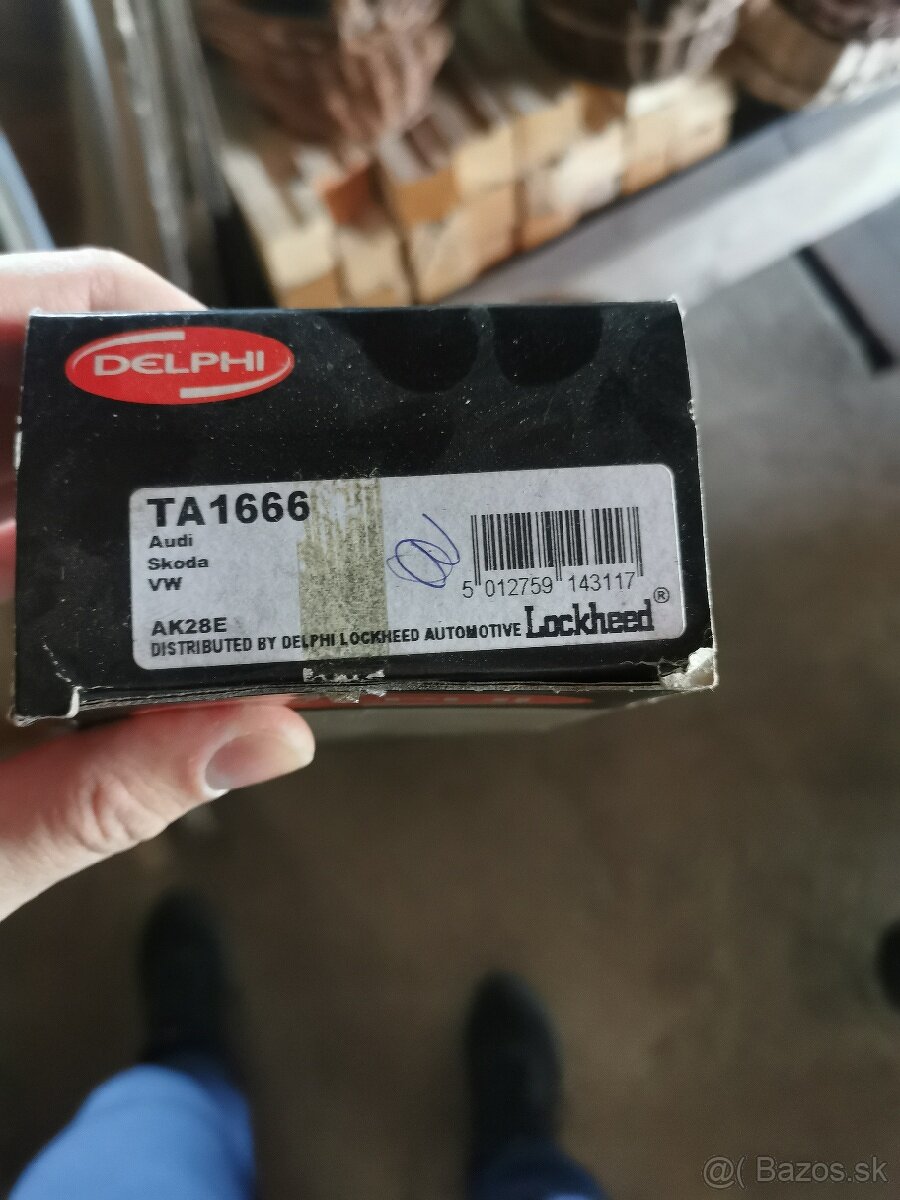 DELPHI
TA1666
Audi
Skoda
VW
5 012759 143117
AK28E
DISTRIBUTED BY DELPHI LOCKHEED AUTOMOTIVE Lockheed®
@( Bazos.sk